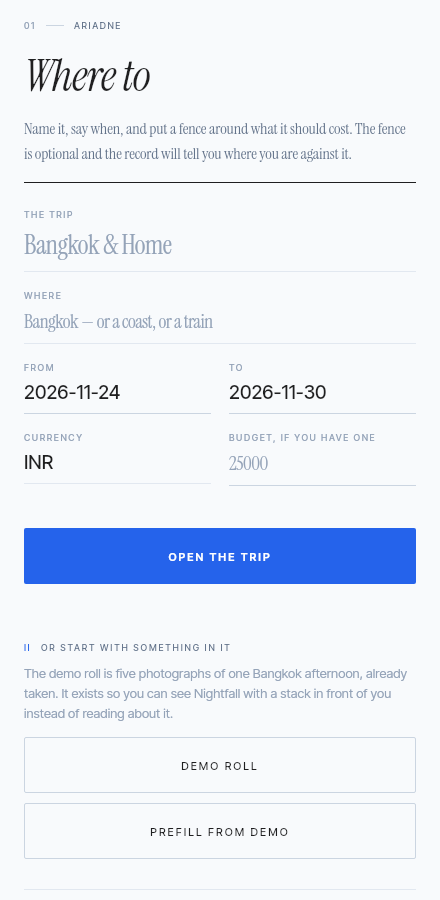 01 — ARIADNE
Where to
Name it, say when, and put a fence around what it should cost. The fence
is optional and the record will tell you where you are against it.
THE TRIP
Bangkok & Home
WHERE
Bangkok — or a coast, or a train
FROM TO
2026-11-24 2026-11-30
CURRENCY BUDGET, IF YOU HAVE ONE
INR 25000
OPEN THE TRIP
II OR START WITH SOMETHING IN IT
The demo roll is five photographs of one Bangkok afternoon, already
taken. It exists so you can see Nightfall with a stack in front of you
instead of reading about it.
DEMO ROLL
PREFILL FROM DEMO